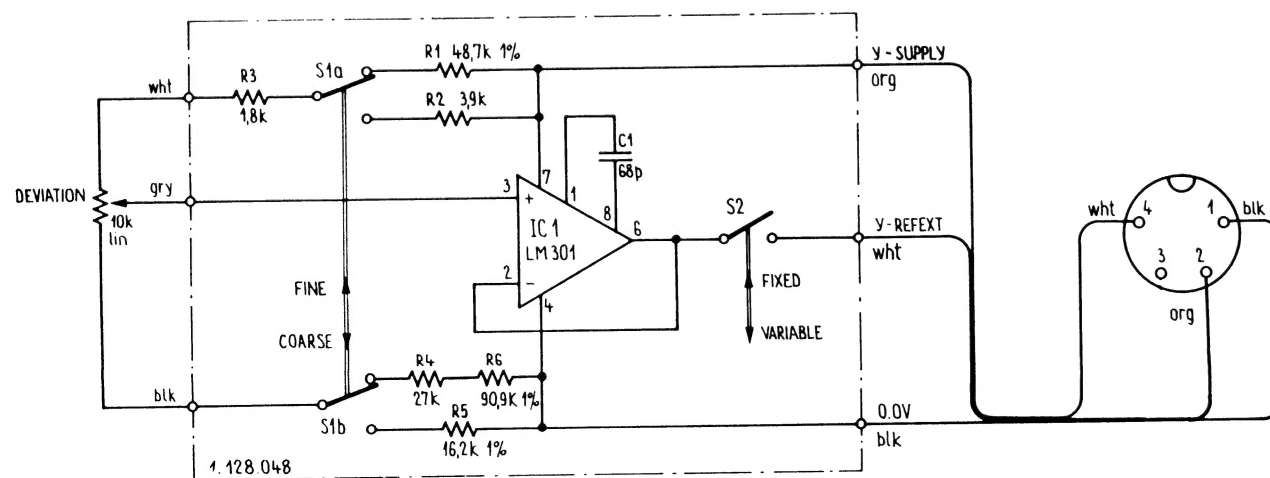 R1 48,7k 1%
Y-SUPPLY
org
S1a
wht
R3
1,8k
R2 3,9k
C1
68p
7
1
DEVIATION
gry
10k
lin
3
+
8
IC1
LM301
6
S2
Y-REFEXT
wht
wht
4
1
blk
3
2
org
2
-
4
FINE
COARSE
FIXED
VARIABLE
R4
27k
R6
90,9k 1%
blk
S1b
R5
16,2k 1%
0.0V
blk
1.128.048